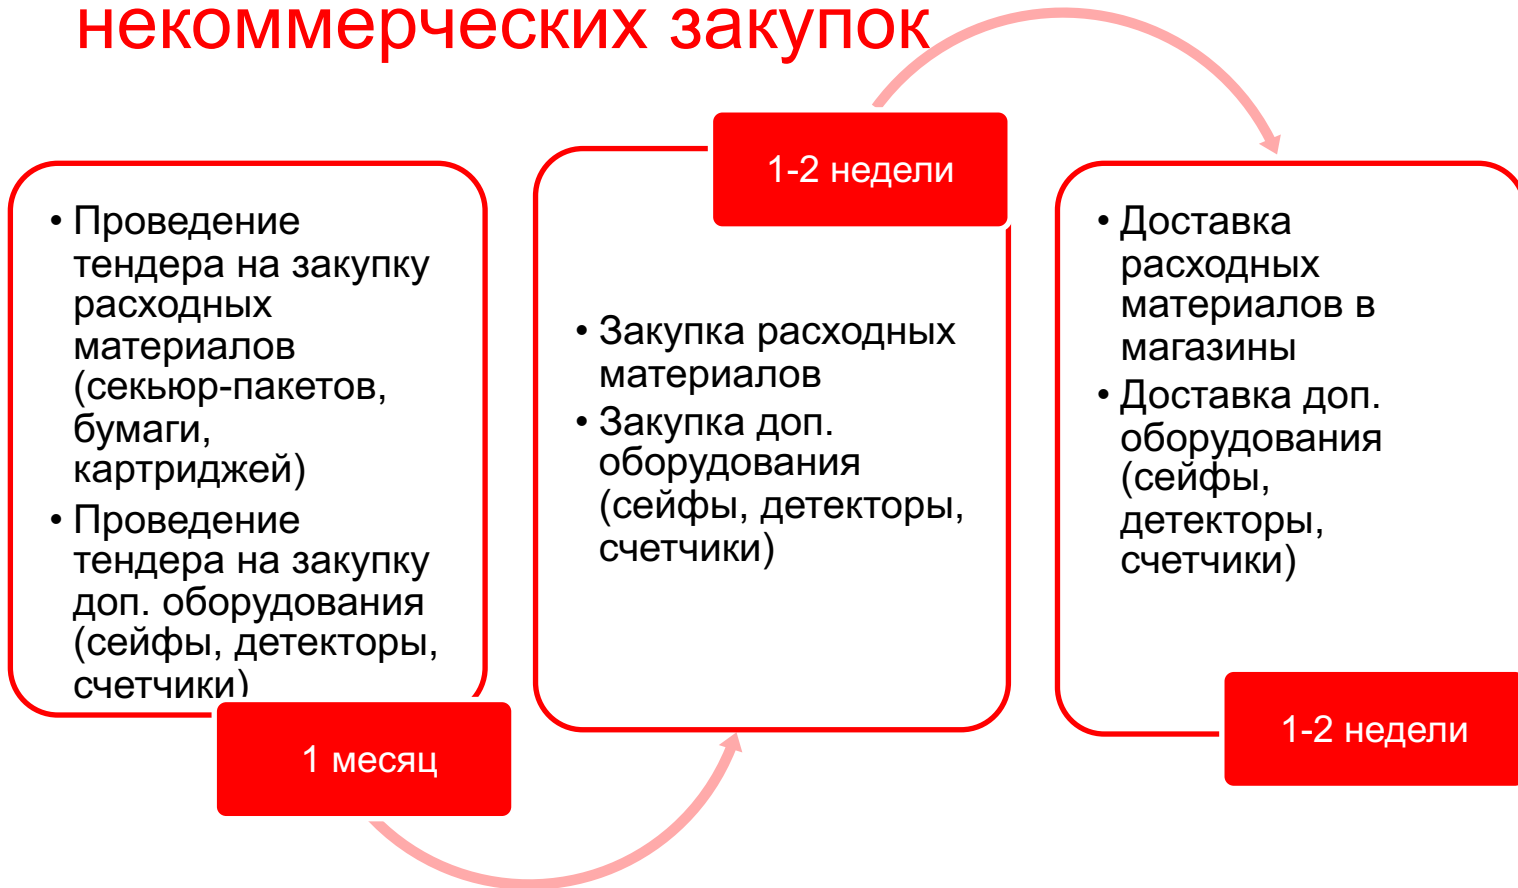 некоммерческих закупок
• Проведение
тендера на закупку
расходных
материалов
(секьюр-пакетов,
бумаги,
картриджей)
• Проведение
тендера на закупку
доп. оборудования
(сейфы, детекторы,
счетчики)
1 месяц
1-2 недели
• Закупка расходных
материалов
• Закупка доп.
оборудования
(сейфы, детекторы,
счетчики)
• Доставка
расходных
материалов в
магазины
• Доставка доп.
оборудования
(сейфы,
детекторы,
счетчики)
1-2 недели